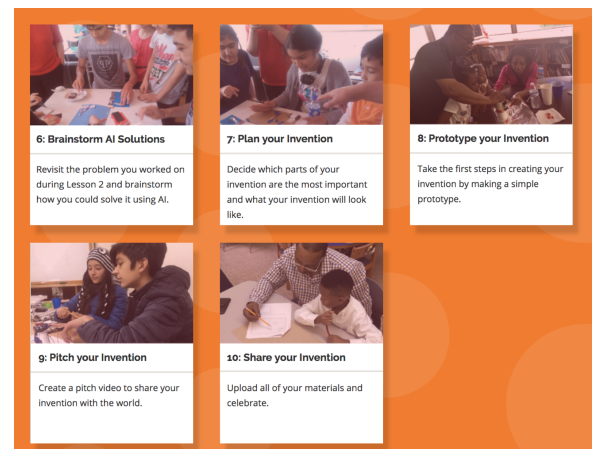 6: Brainstorm AI Solutions
Revisit the problem you worked on
during Lesson 2 and brainstorm
how you could solve it using AI.
7: Plan your Invention
Decide which parts of your
invention are the most important
and what your invention will look
like.
8: Prototype your Invention
Take the first steps in creating your
invention by making a simple
prototype.
9: Pitch your Invention
Create a pitch video to share your
invention with the world.
10: Share your Invention
Upload all of your materials and
celebrate.